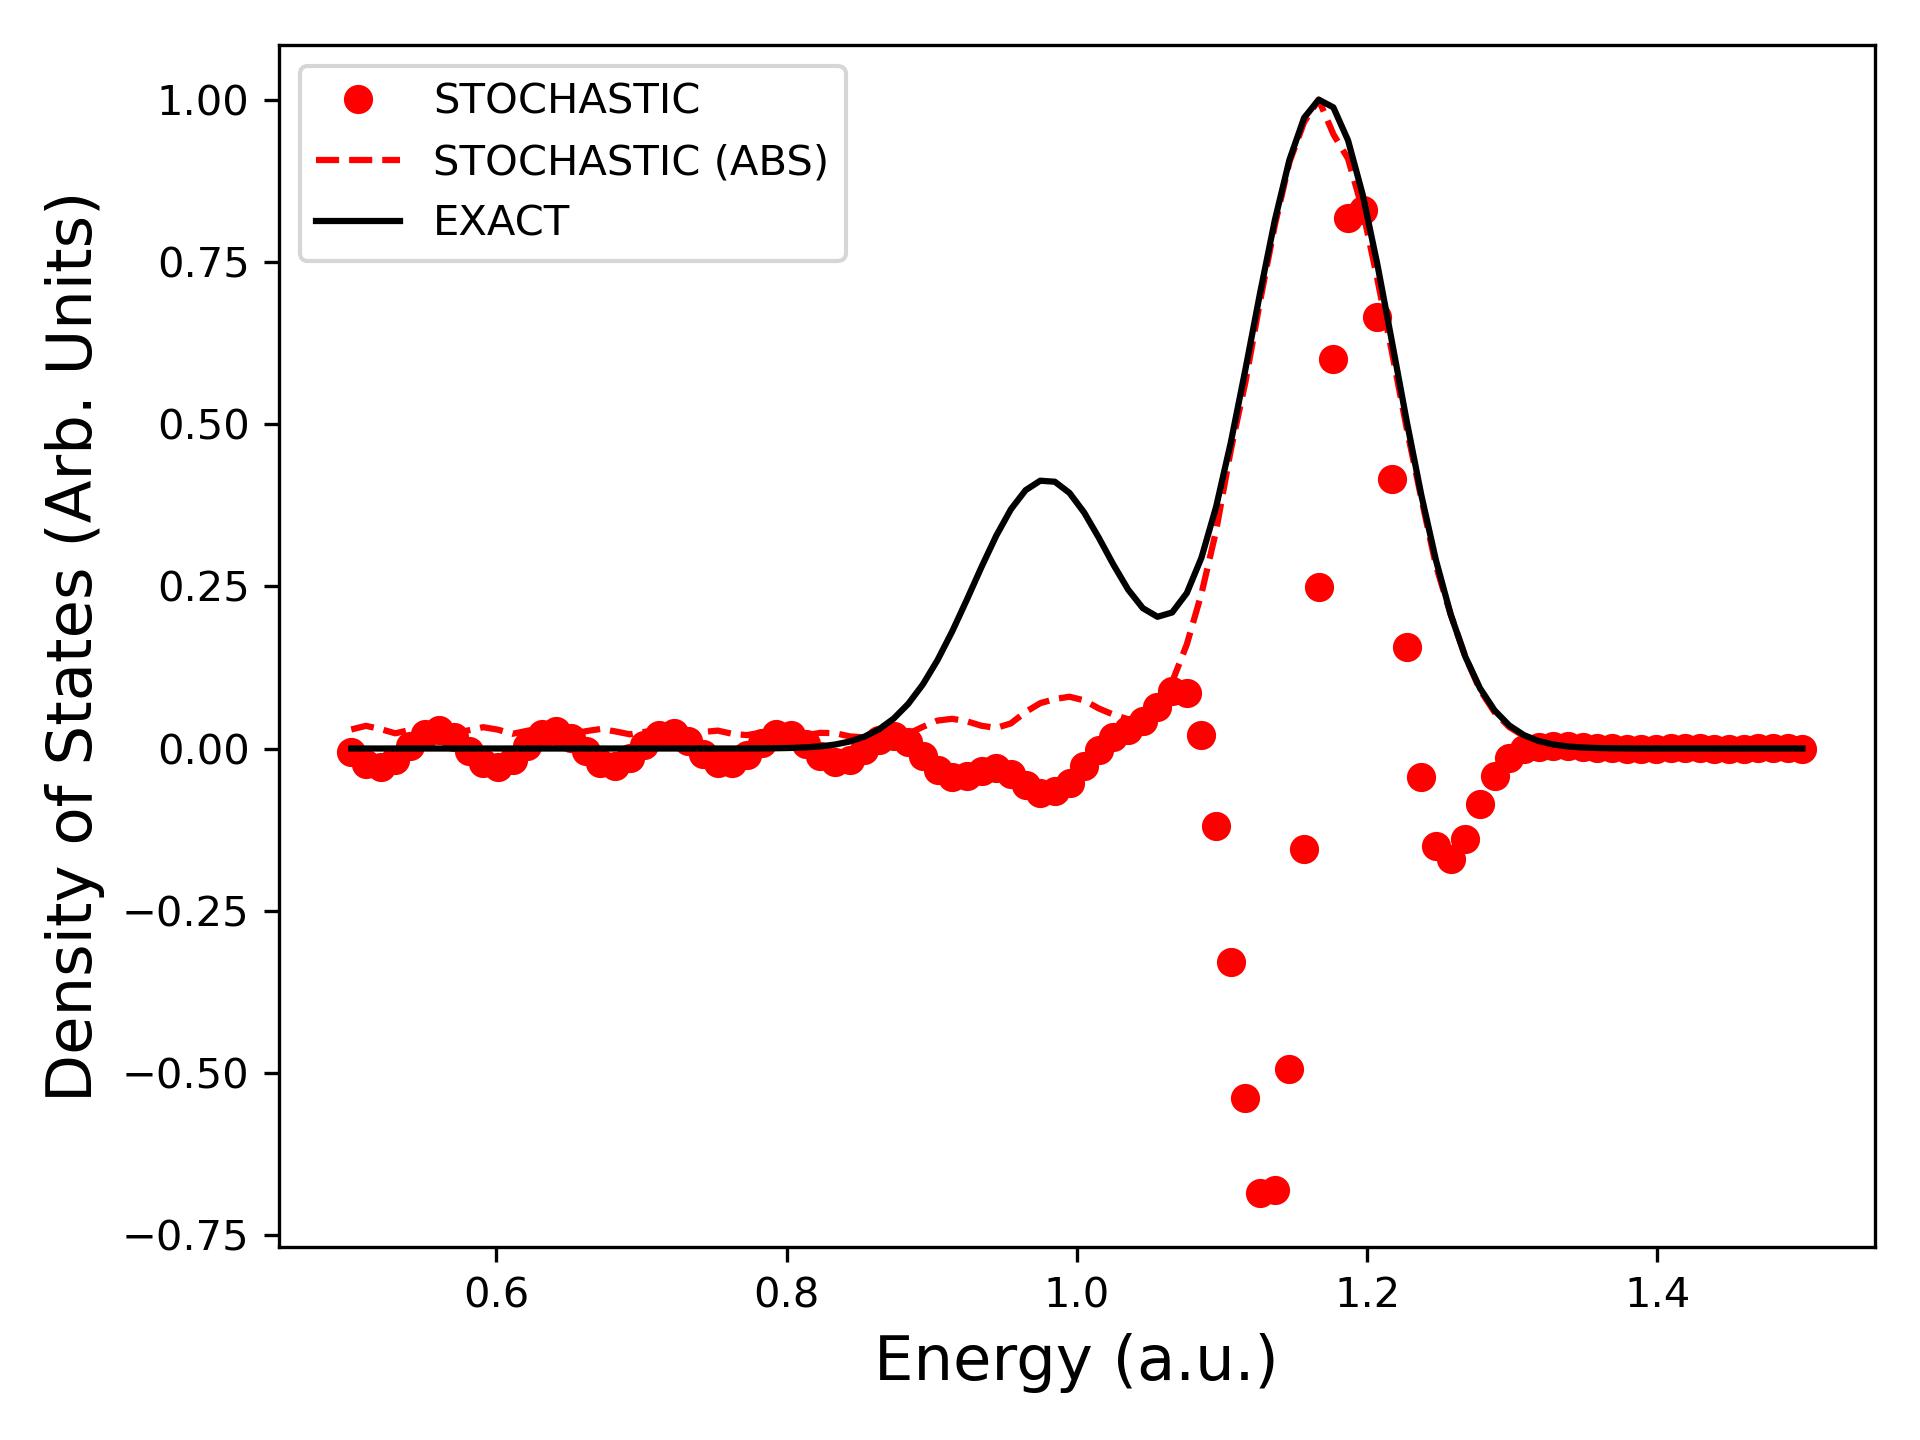 STOCHASTIC
STOCHASTIC (ABS)
EXACT
Density of States (Arb. Units)
1.00
0.75
0.50
0.25
0.00
−0.25
−0.50
−0.75
0.6 0.8 1.0 1.2 1.4
Energy (a.u.)